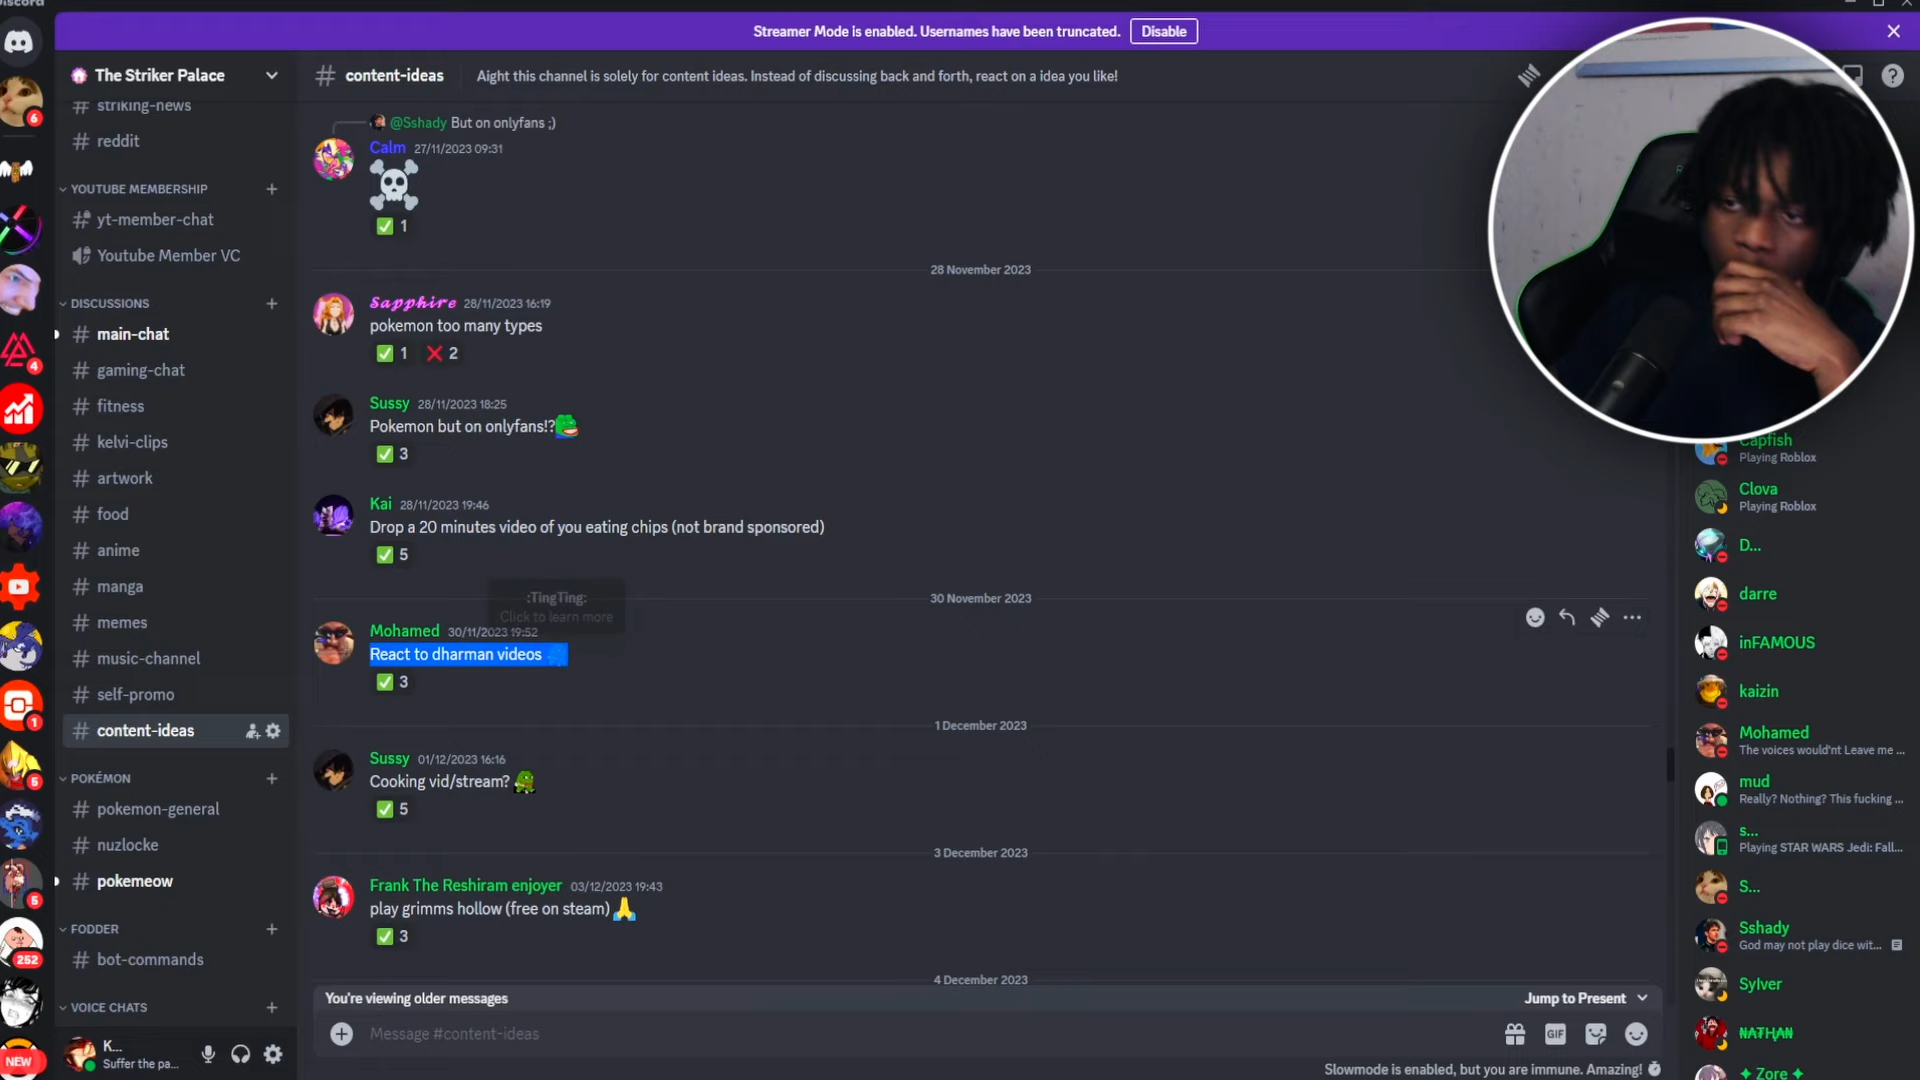 Discord
Streamer Mode is enabled. Usernames have been truncated.
Disable
The Striker Palace
content-ideas
Aight this channel is solely for content ideas. Instead of discussing back and forth, react on a idea you like!
striking-news
reddit
YOUTUBE MEMBERSHIP
yt-member-chat
Youtube Member VC
DISCUSSIONS
main-chat
gaming-chat
fitness
kelvi-clips
artwork
food
anime
manga
memes
music-channel
self-promo
content-ideas
POKÉMON
pokemon-general
nuzlocke
pokemeow
FODDER
bot-commands
VOICE CHATS
K...
Suffer the pa...
6
4
1
5
5
252
NEW
@Sshady But on onlyfans ;)
Calm 27/11/2023 09:31
1
28 November 2023
Sapphire 28/11/2023 16:19
pokemon too many types
1 2
Sussy 28/11/2023 18:25
Pokemon but on onlyfans!?
3
Kai 28/11/2023 19:46
Drop a 20 minutes video of you eating chips (not brand sponsored)
5
:TingTing:
Click to learn more
30 November 2023
Mohamed 30/11/2023 19:52
React to dharman videos
3
1 December 2023
Sussy 01/12/2023 16:16
Cooking vid/stream?
5
3 December 2023
Frank The Reshiram enjoyer 03/12/2023 19:43
play grimms hollow (free on steam)
3
4 December 2023
You're viewing older messages
Jump to Present
Message #content-ideas
GIF
Slowmode is enabled, but you are immune. Amazing!
Capfish
Playing Roblox
Clova
Playing Roblox
D...
darre
inFAMOUS
kaizin
Mohamed
The voices would'nt Leave me ...
mud
Really? Nothing? This fucking ...
s...
Playing STAR WARS Jedi: Fall...
S...
Sshady
God may not play dice wit...
Sylver
NATHAN
✦ Zore ✦